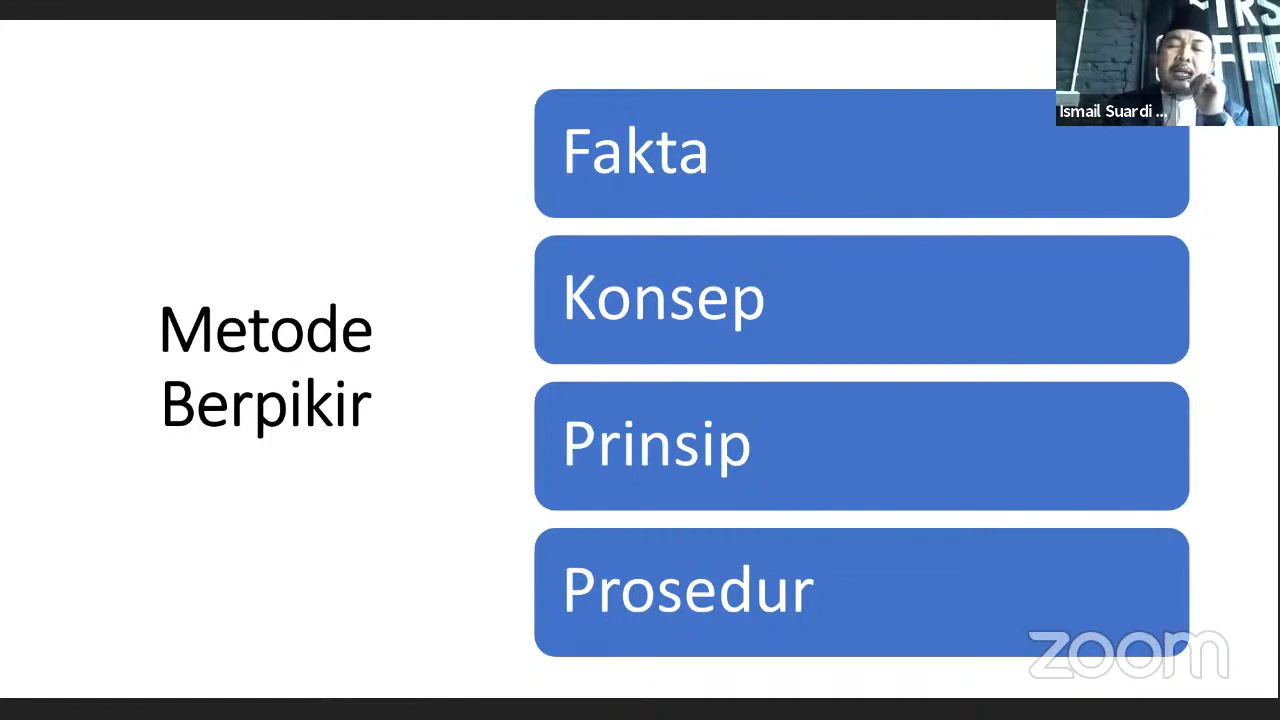 Metode
Berpikir
Fakta
Konsep
Prinsip
Prosedur
Ismail Suardi ...
zoom